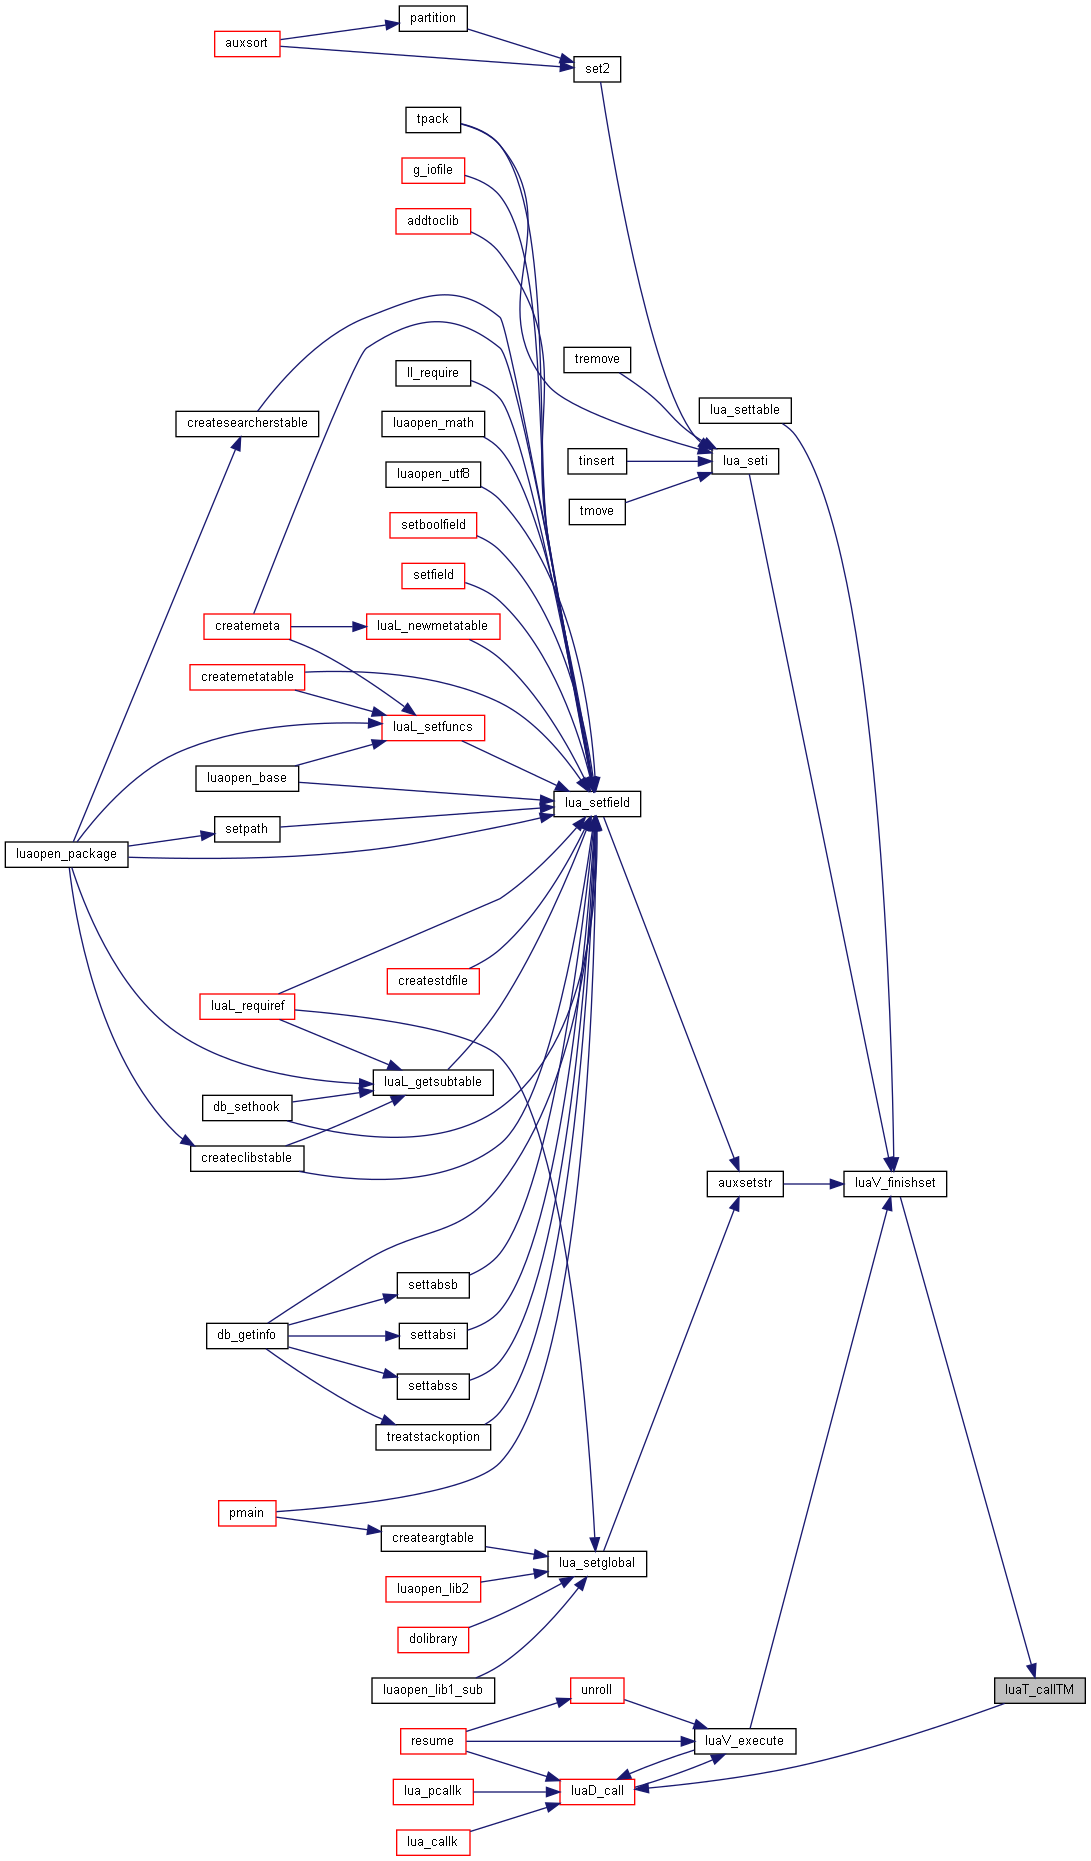 partition
auxsort
set2
tpack
g_iofile
addtoclib
tremove
ll_require
lua_settable
createsearcherstable
luaopen_math
lua_seti
tinsert
luaopen_utf8
tmove
setboolfield
setfield
createmeta
luaL_newmetatable
createmetatable
luaL_setfuncs
luaopen_base
lua_setfield
setpath
luaopen_package
createstdfile
luaL_requiref
luaL_getsubtable
db_sethook
createclibstable
auxsetstr
luaV_finishset
settabsb
db_getinfo
settabsi
settabss
treatstackoption
pmain
createargtable
lua_setglobal
luaopen_lib2
dolibrary
luaopen_lib1_sub
unroll
luaT_callTM
resume
luaV_execute
lua_pcallk
luaD_call
lua_callk